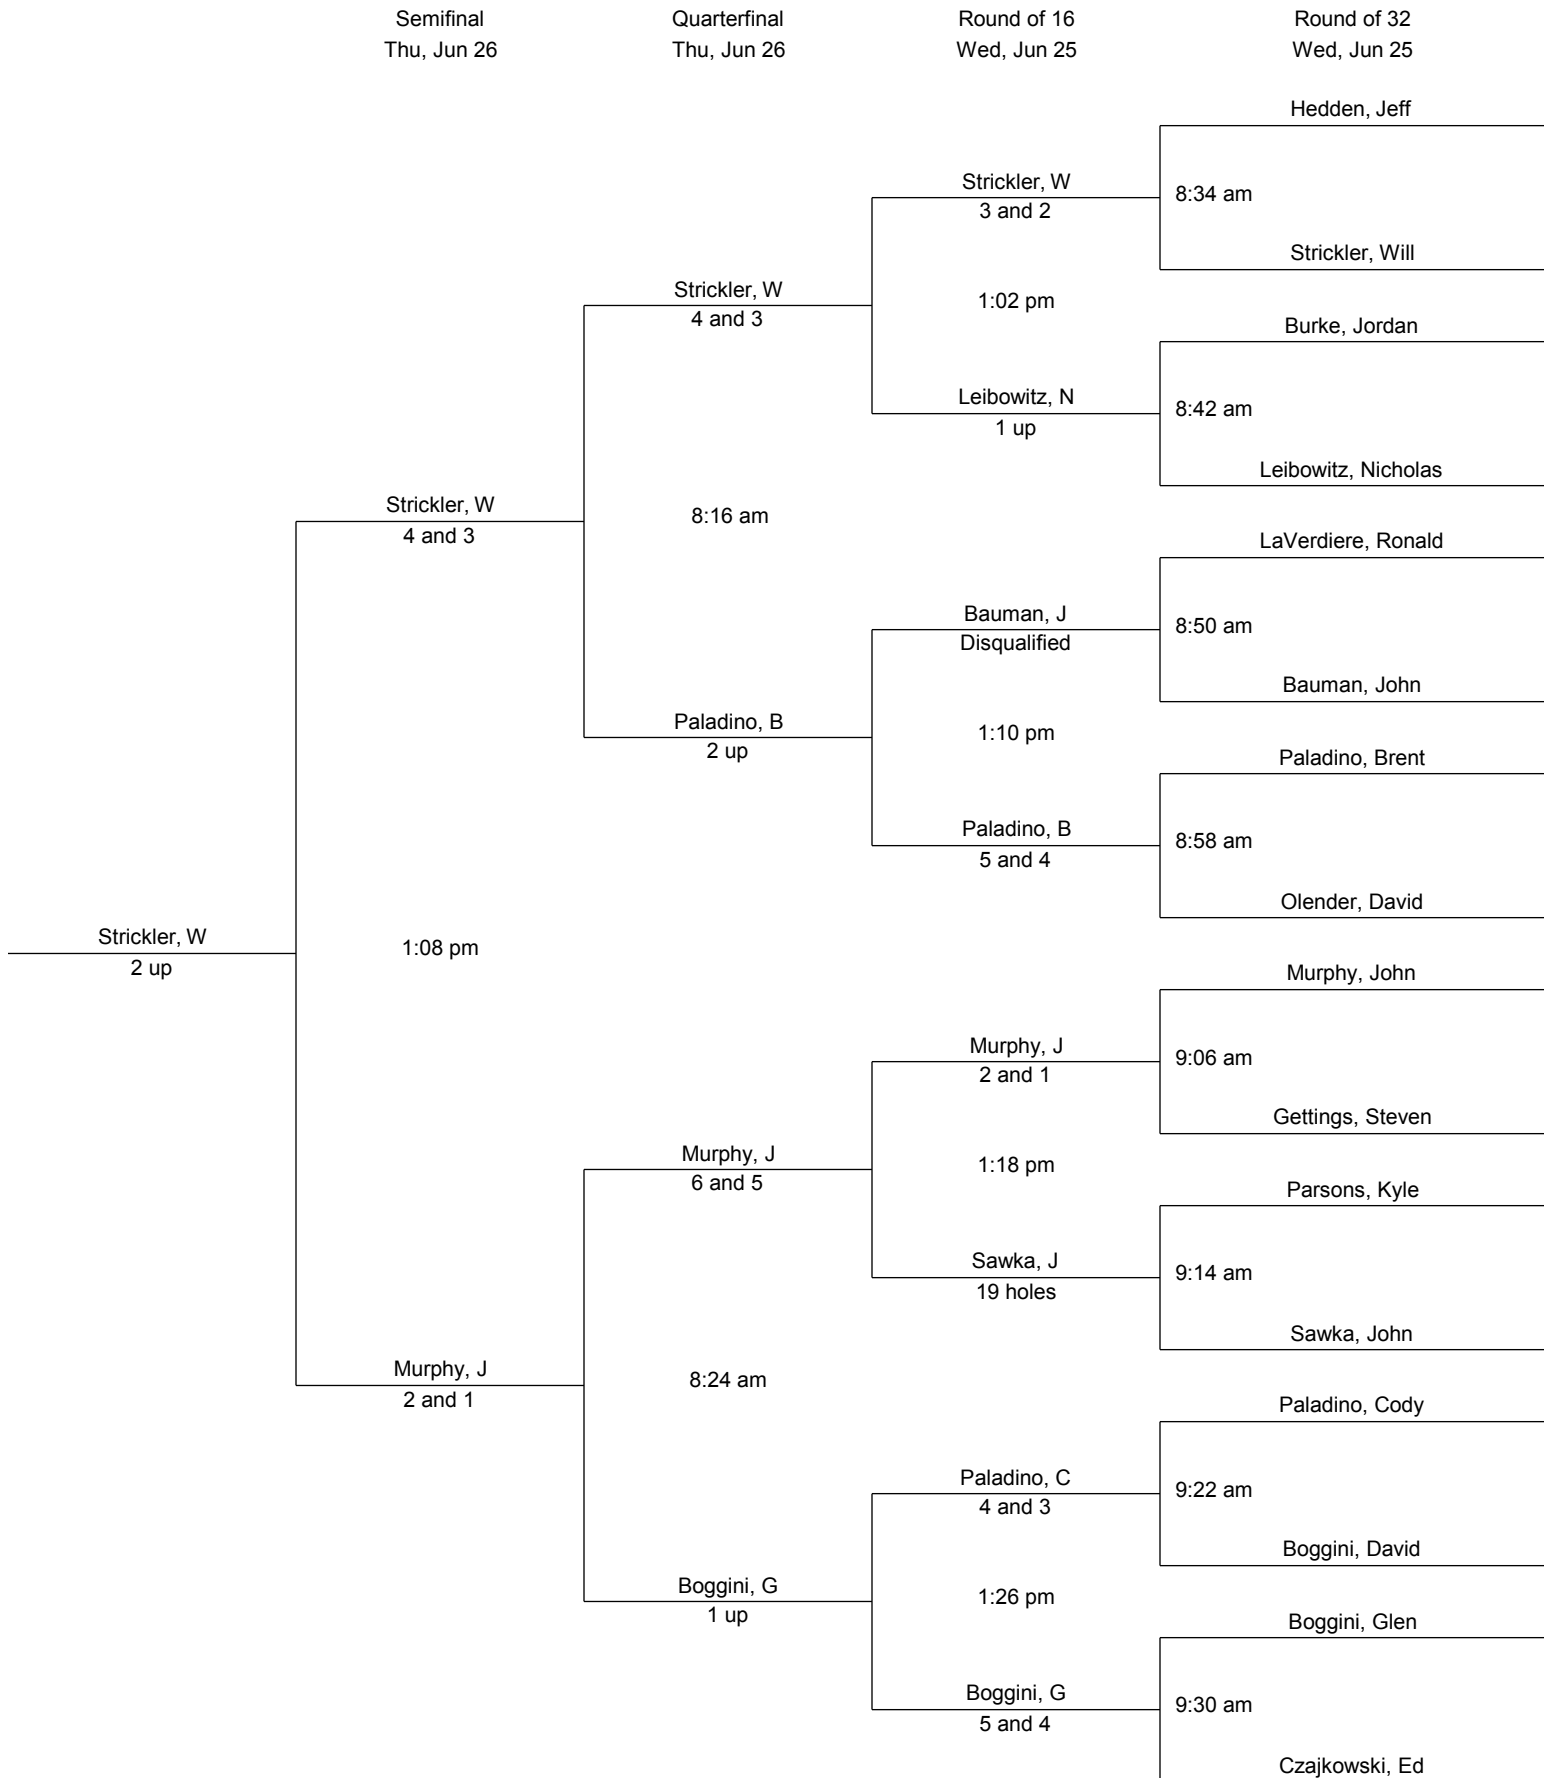 Semifinal
Thu, Jun 26
Quarterfinal
Thu, Jun 26
Round of 16
Wed, Jun 25
Round of 32
Wed, Jun 25
Hedden, Jeff
Strickler, W
3 and 2
8:34 am
Strickler, Will
Strickler, W
4 and 3
1:02 pm
Burke, Jordan
Leibowitz, N
1 up
8:42 am
Leibowitz, Nicholas
Strickler, W
4 and 3
8:16 am
LaVerdiere, Ronald
Bauman, J
Disqualified
8:50 am
Bauman, John
Paladino, B
2 up
1:10 pm
Paladino, Brent
Paladino, B
5 and 4
8:58 am
Olender, David
Strickler, W
2 up
1:08 pm
Murphy, John
Murphy, J
2 and 1
9:06 am
Gettings, Steven
Murphy, J
6 and 5
1:18 pm
Parsons, Kyle
Sawka, J
19 holes
9:14 am
Sawka, John
Murphy, J
2 and 1
8:24 am
Paladino, Cody
Paladino, C
4 and 3
9:22 am
Boggini, David
Boggini, G
1 up
1:26 pm
Boggini, Glen
Boggini, G
5 and 4
9:30 am
Czajkowski, Ed